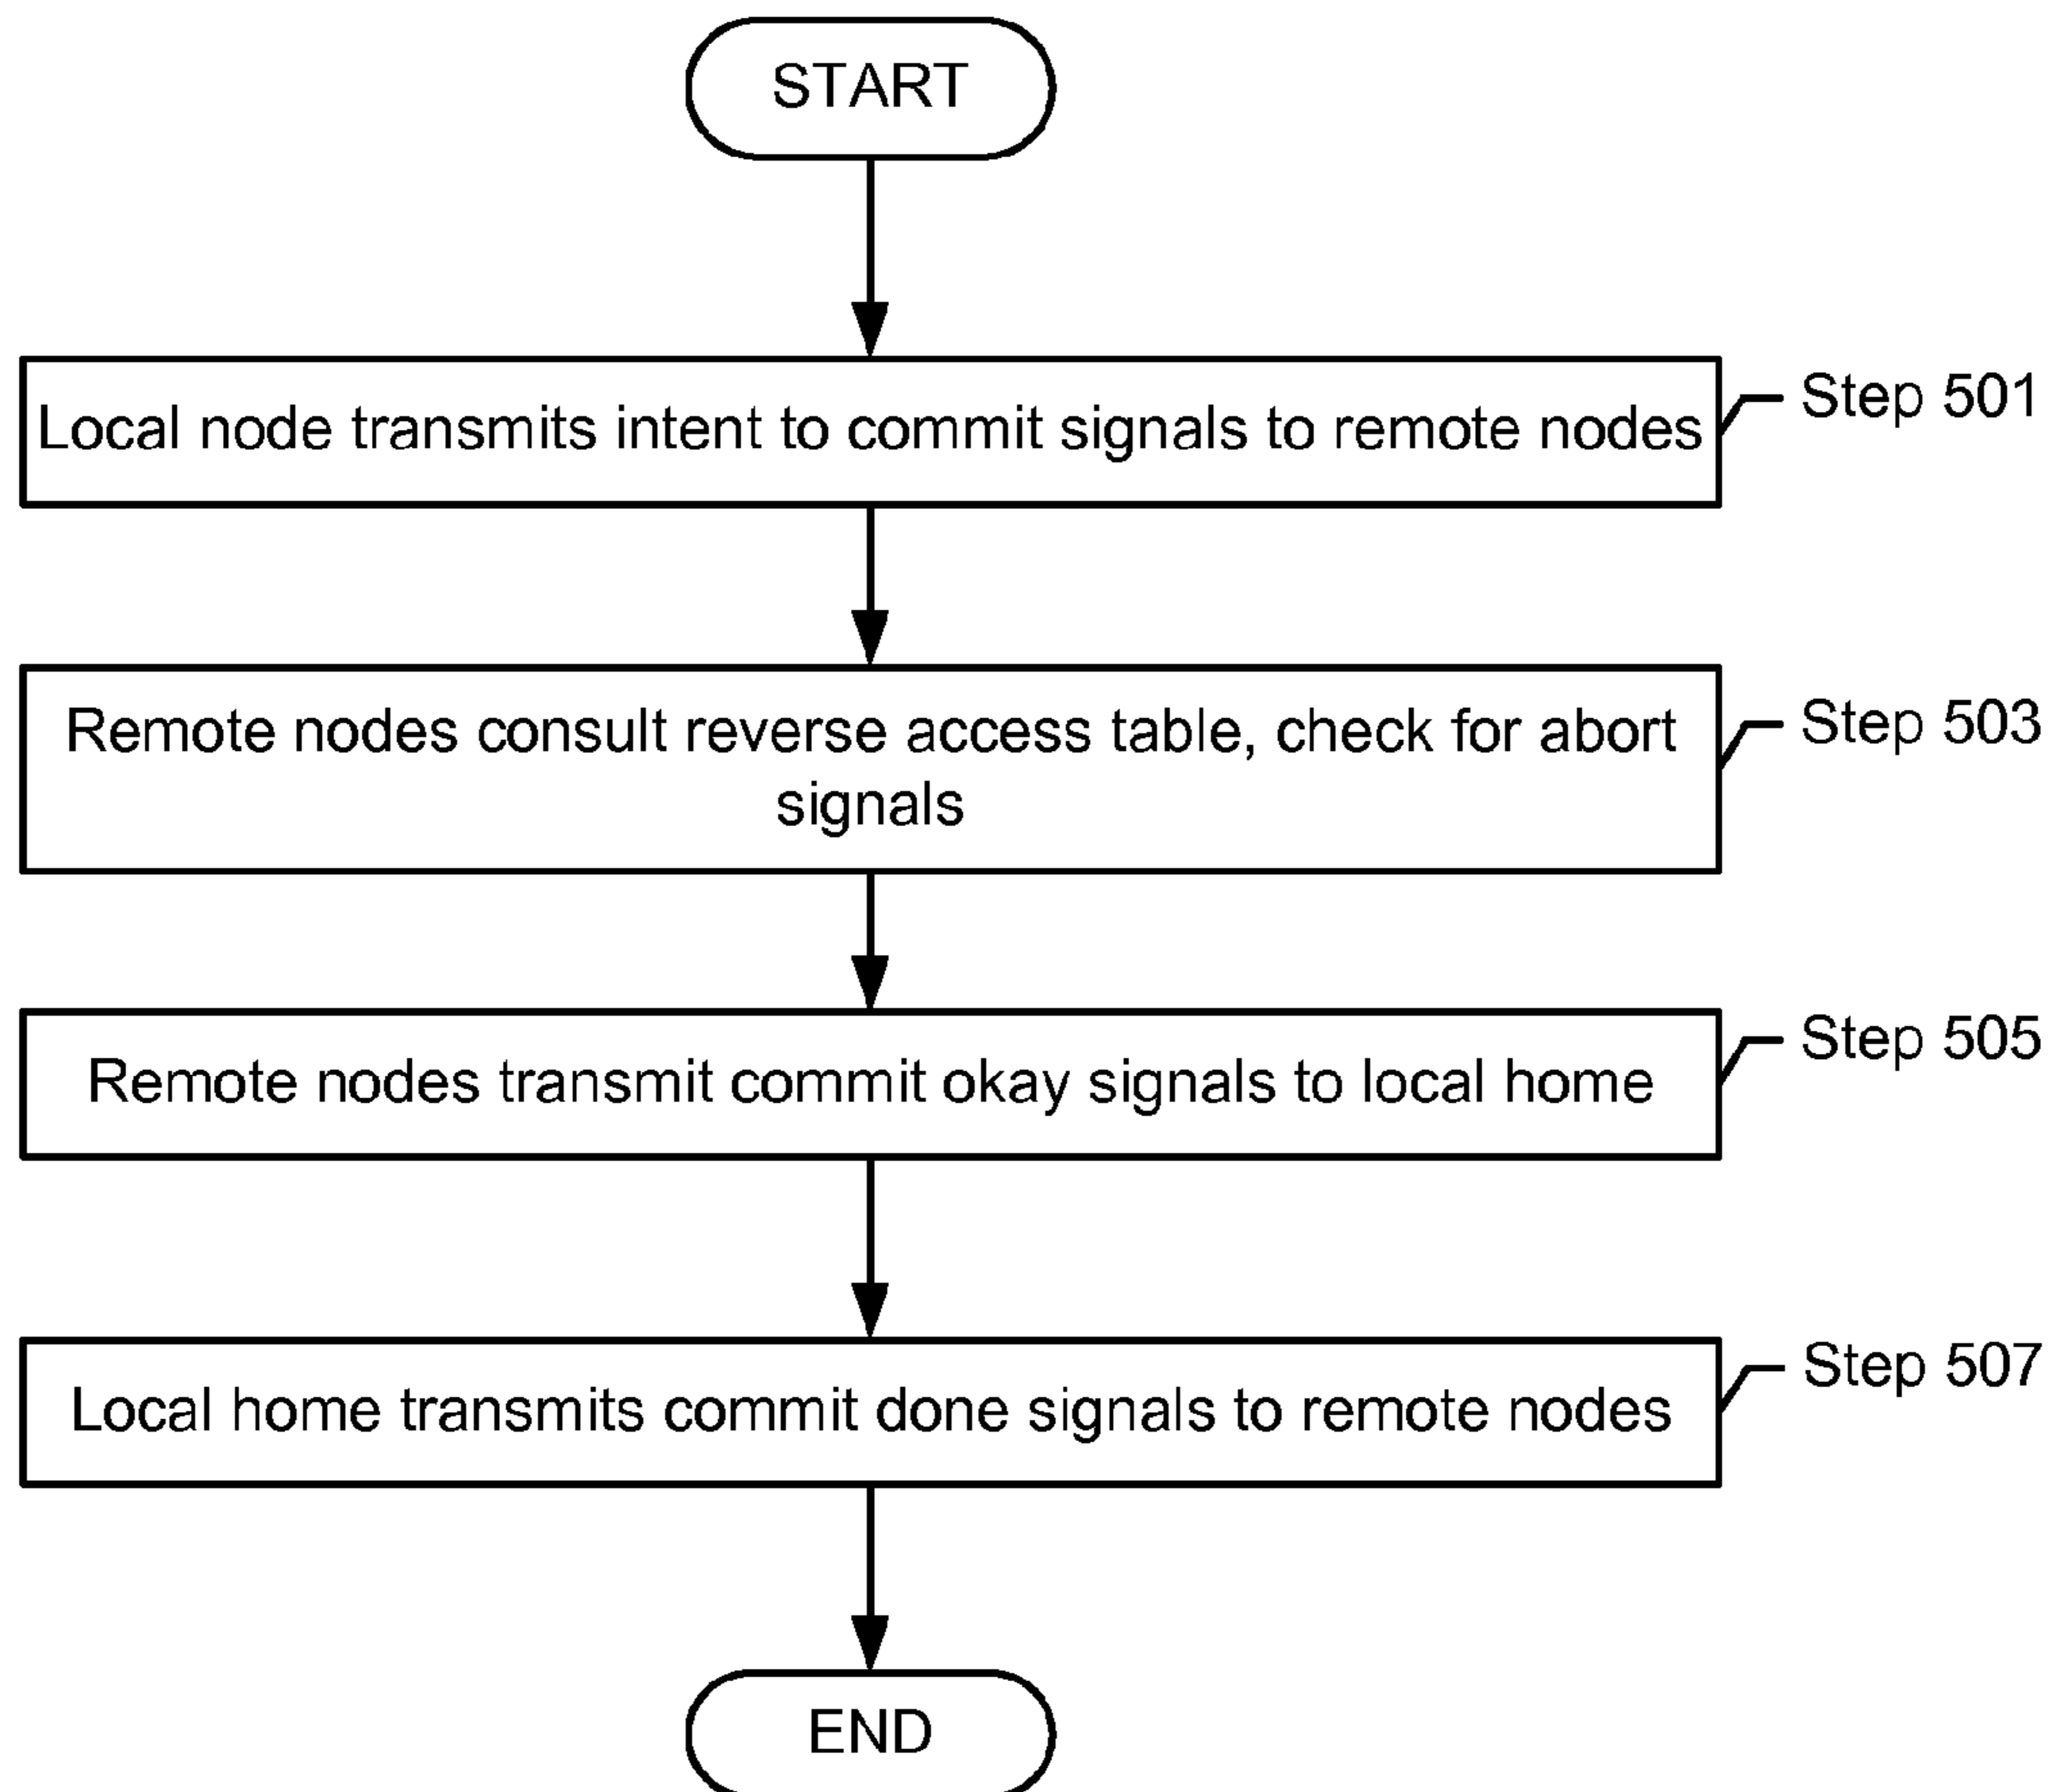 START
Local node transmits intent to commit signals to remote nodes
Step 501
Remote nodes consult reverse access table, check for abort
signals
Step 503
Remote nodes transmit commit okay signals to local home
Step 505
Local home transmits commit done signals to remote nodes
Step 507
END